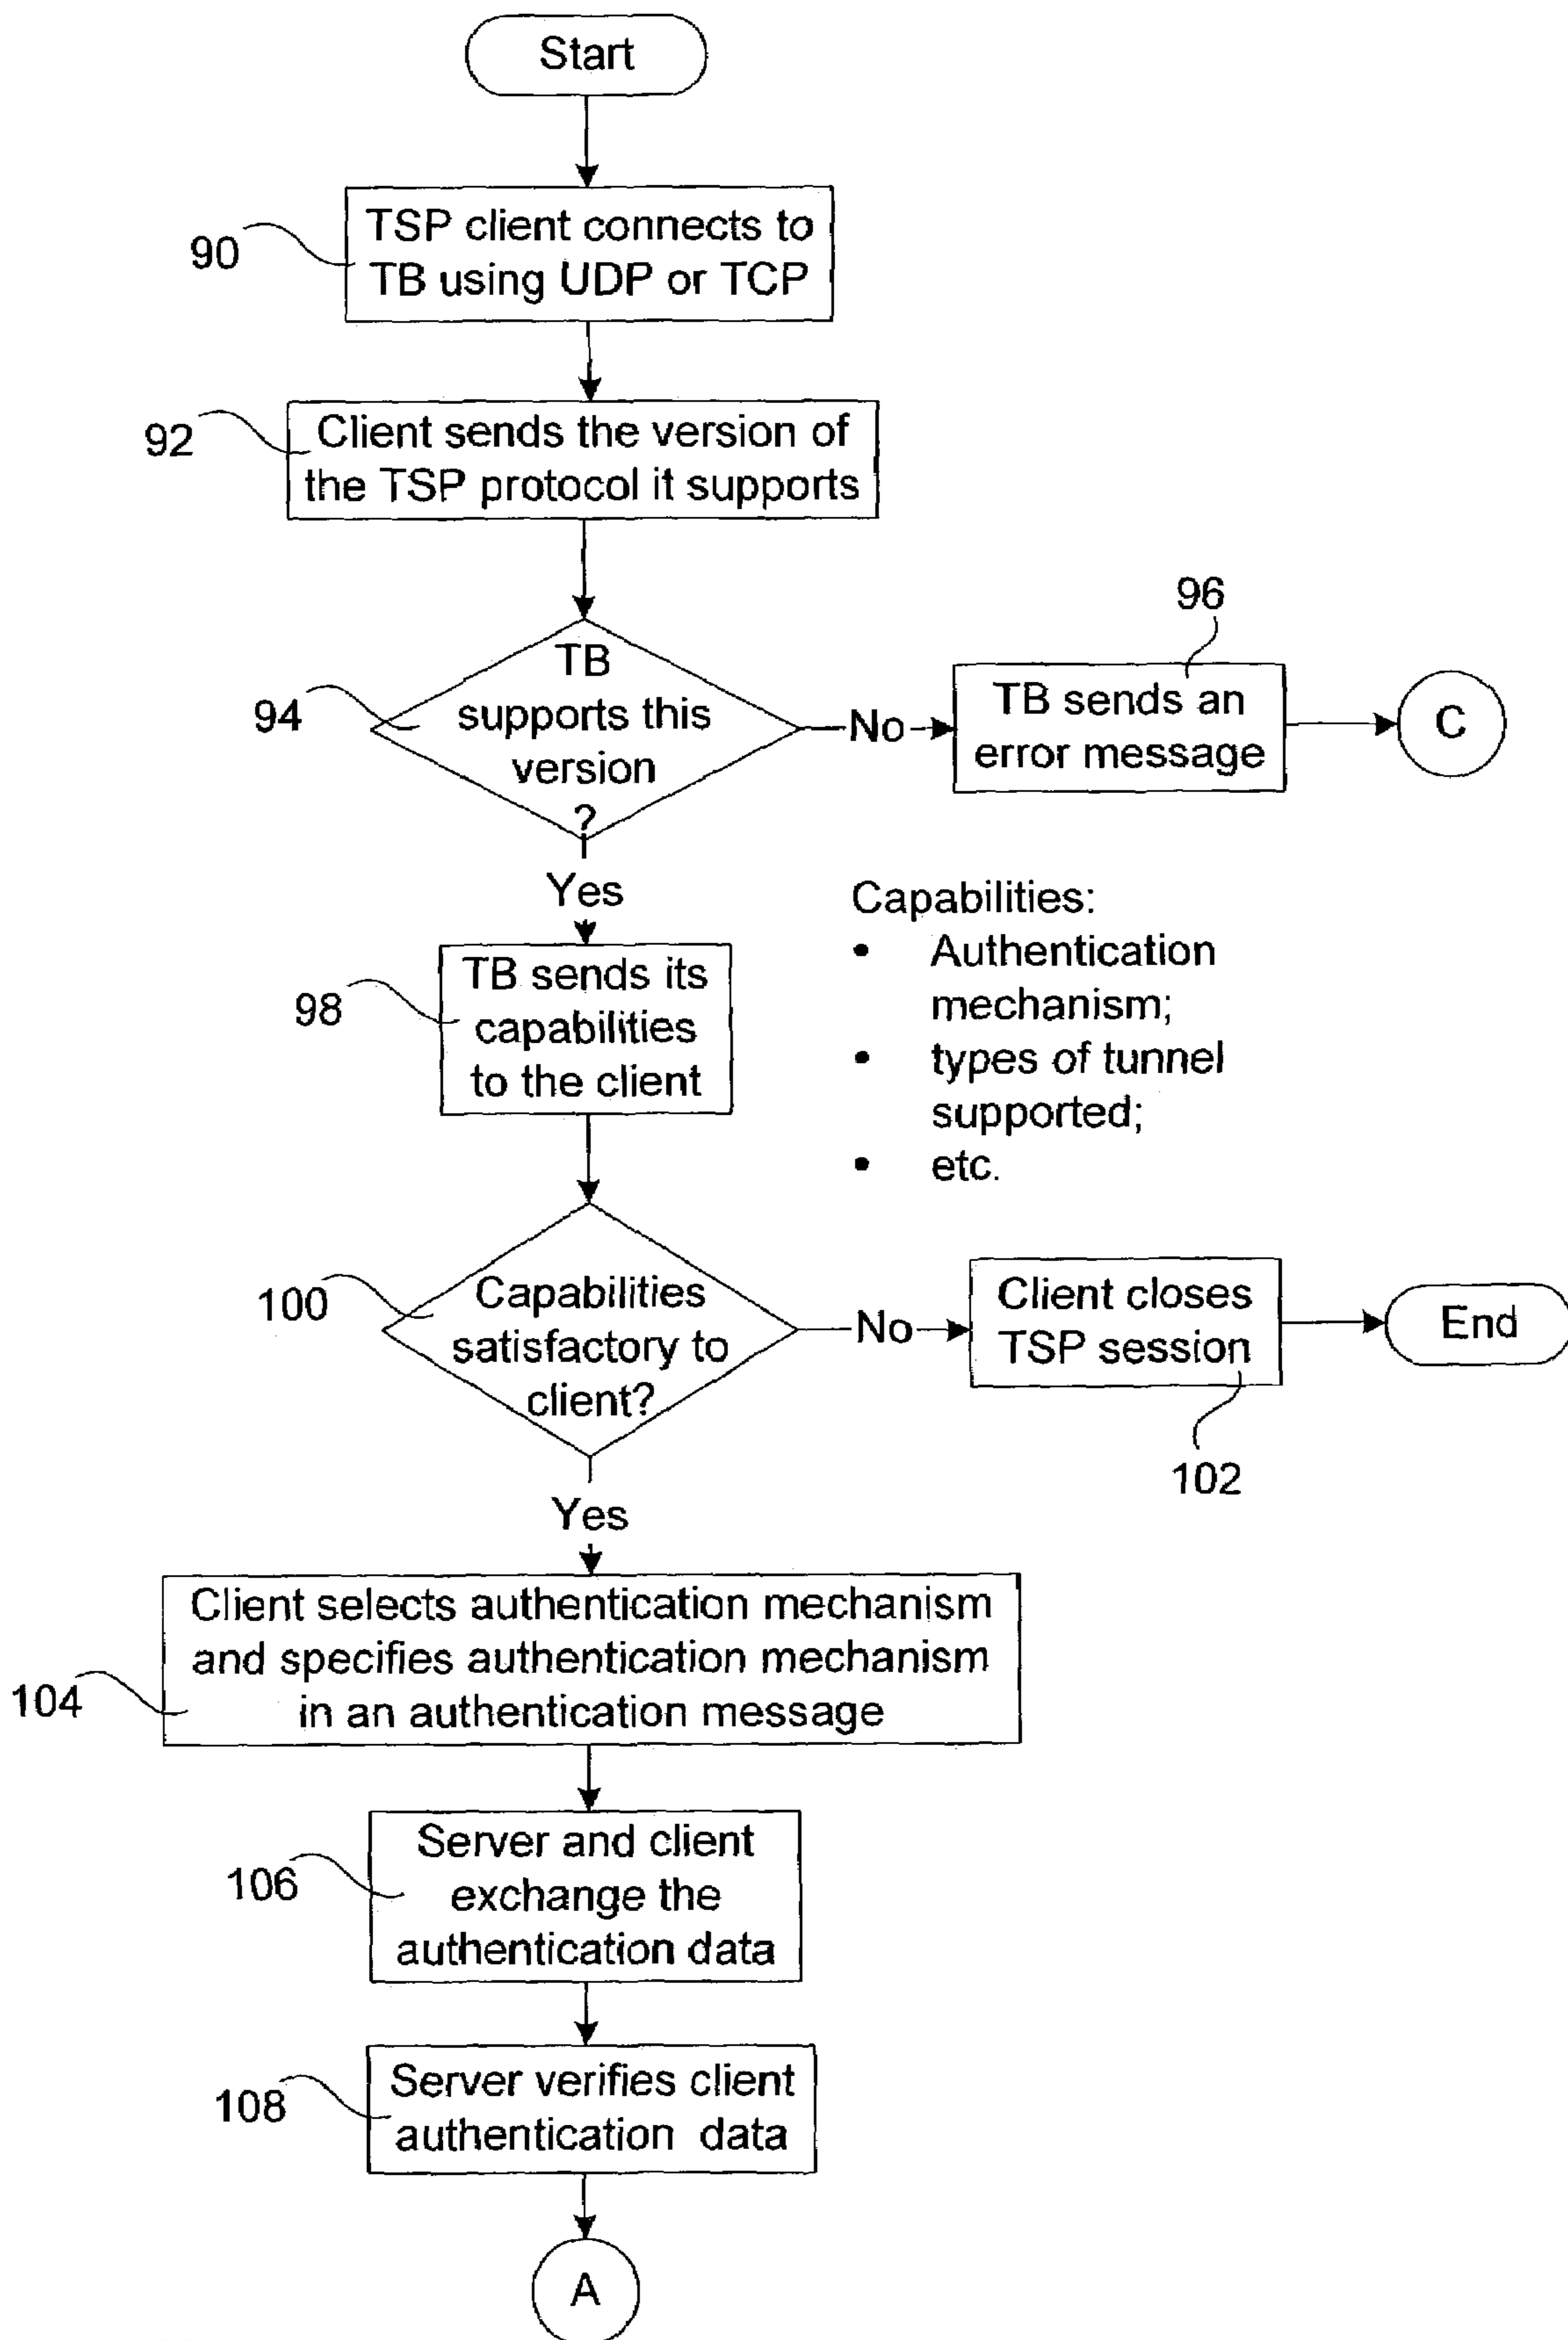 Start
90
TSP client connects to
TB using UDP or TCP
92
Client sends the version of
the TSP protocol it supports
94
TB
supports this
version
?
No
96
TB sends an
error message
C
Yes
98
TB sends its
capabilities
to the client
Capabilities:
• Authentication
mechanism;
• types of tunnel
supported;
• etc.
100
Capabilities
satisfactory to
client?
No
Client closes
TSP session
102
End
Yes
104
Client selects authentication mechanism
and specifies authentication mechanism
in an authentication message
106
Server and client
exchange the
authentication data
108
Server verifies client
authentication data
A